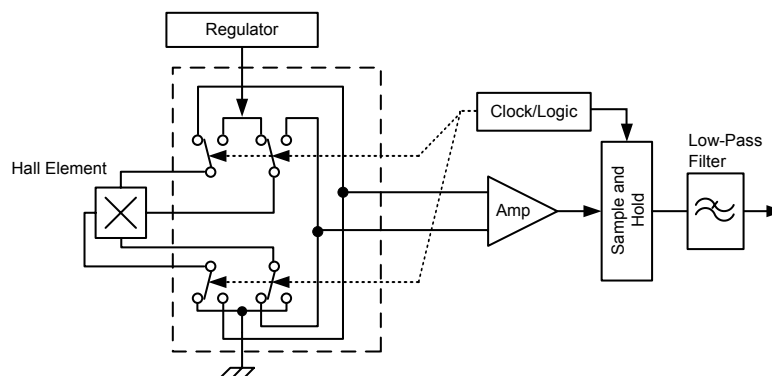 Regulator
Clock/Logic
Low-Pass
Filter
Hall Element
Amp
Sample and
Hold